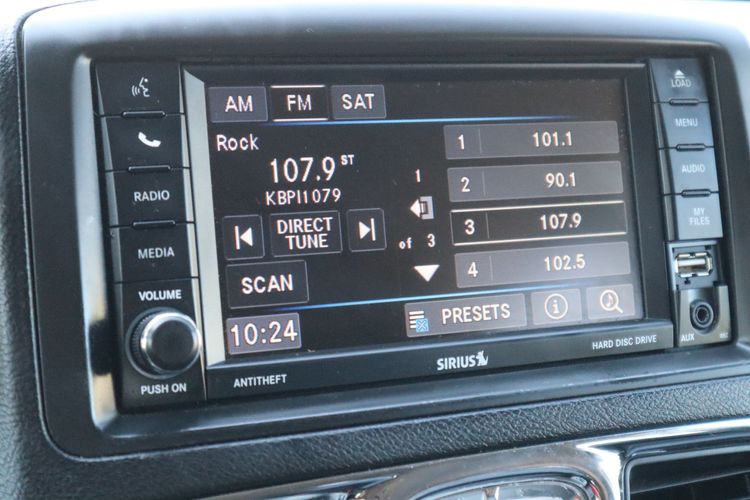 AM FM SAT
Rock
107.9 ST
KBPI1079
DIRECT
TUNE
SCAN
10:24
1
of 3
1 101.1
2 90.1
3 107.9
4 102.5
PRESETS
RADIO
MEDIA
VOLUME
PUSH ON
ANTITHEFT
SIRIUS
HARD DISC DRIVE
LOAD
MENU
AUDIO
MY
FILES
AUX